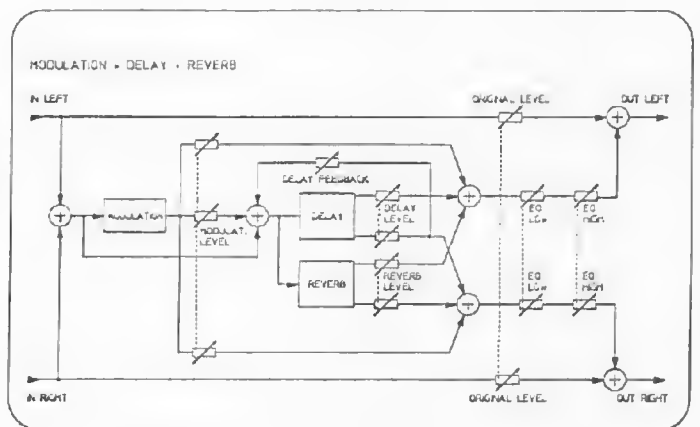 MODULATION + DELAY + REVERB
IN LEFT
ORIGINAL LEVEL
OUT LEFT
DELAY FEEDBACK
MODULATION
MODULAT.
LEVEL
DELAY
DELAY
LEVEL
EQ
LOW
EQ
HIGH
REVERB
REVERB
LEVEL
EQ
LOW
EQ
HIGH
IN RIGHT
ORIGINAL LEVEL
OUT RIGHT